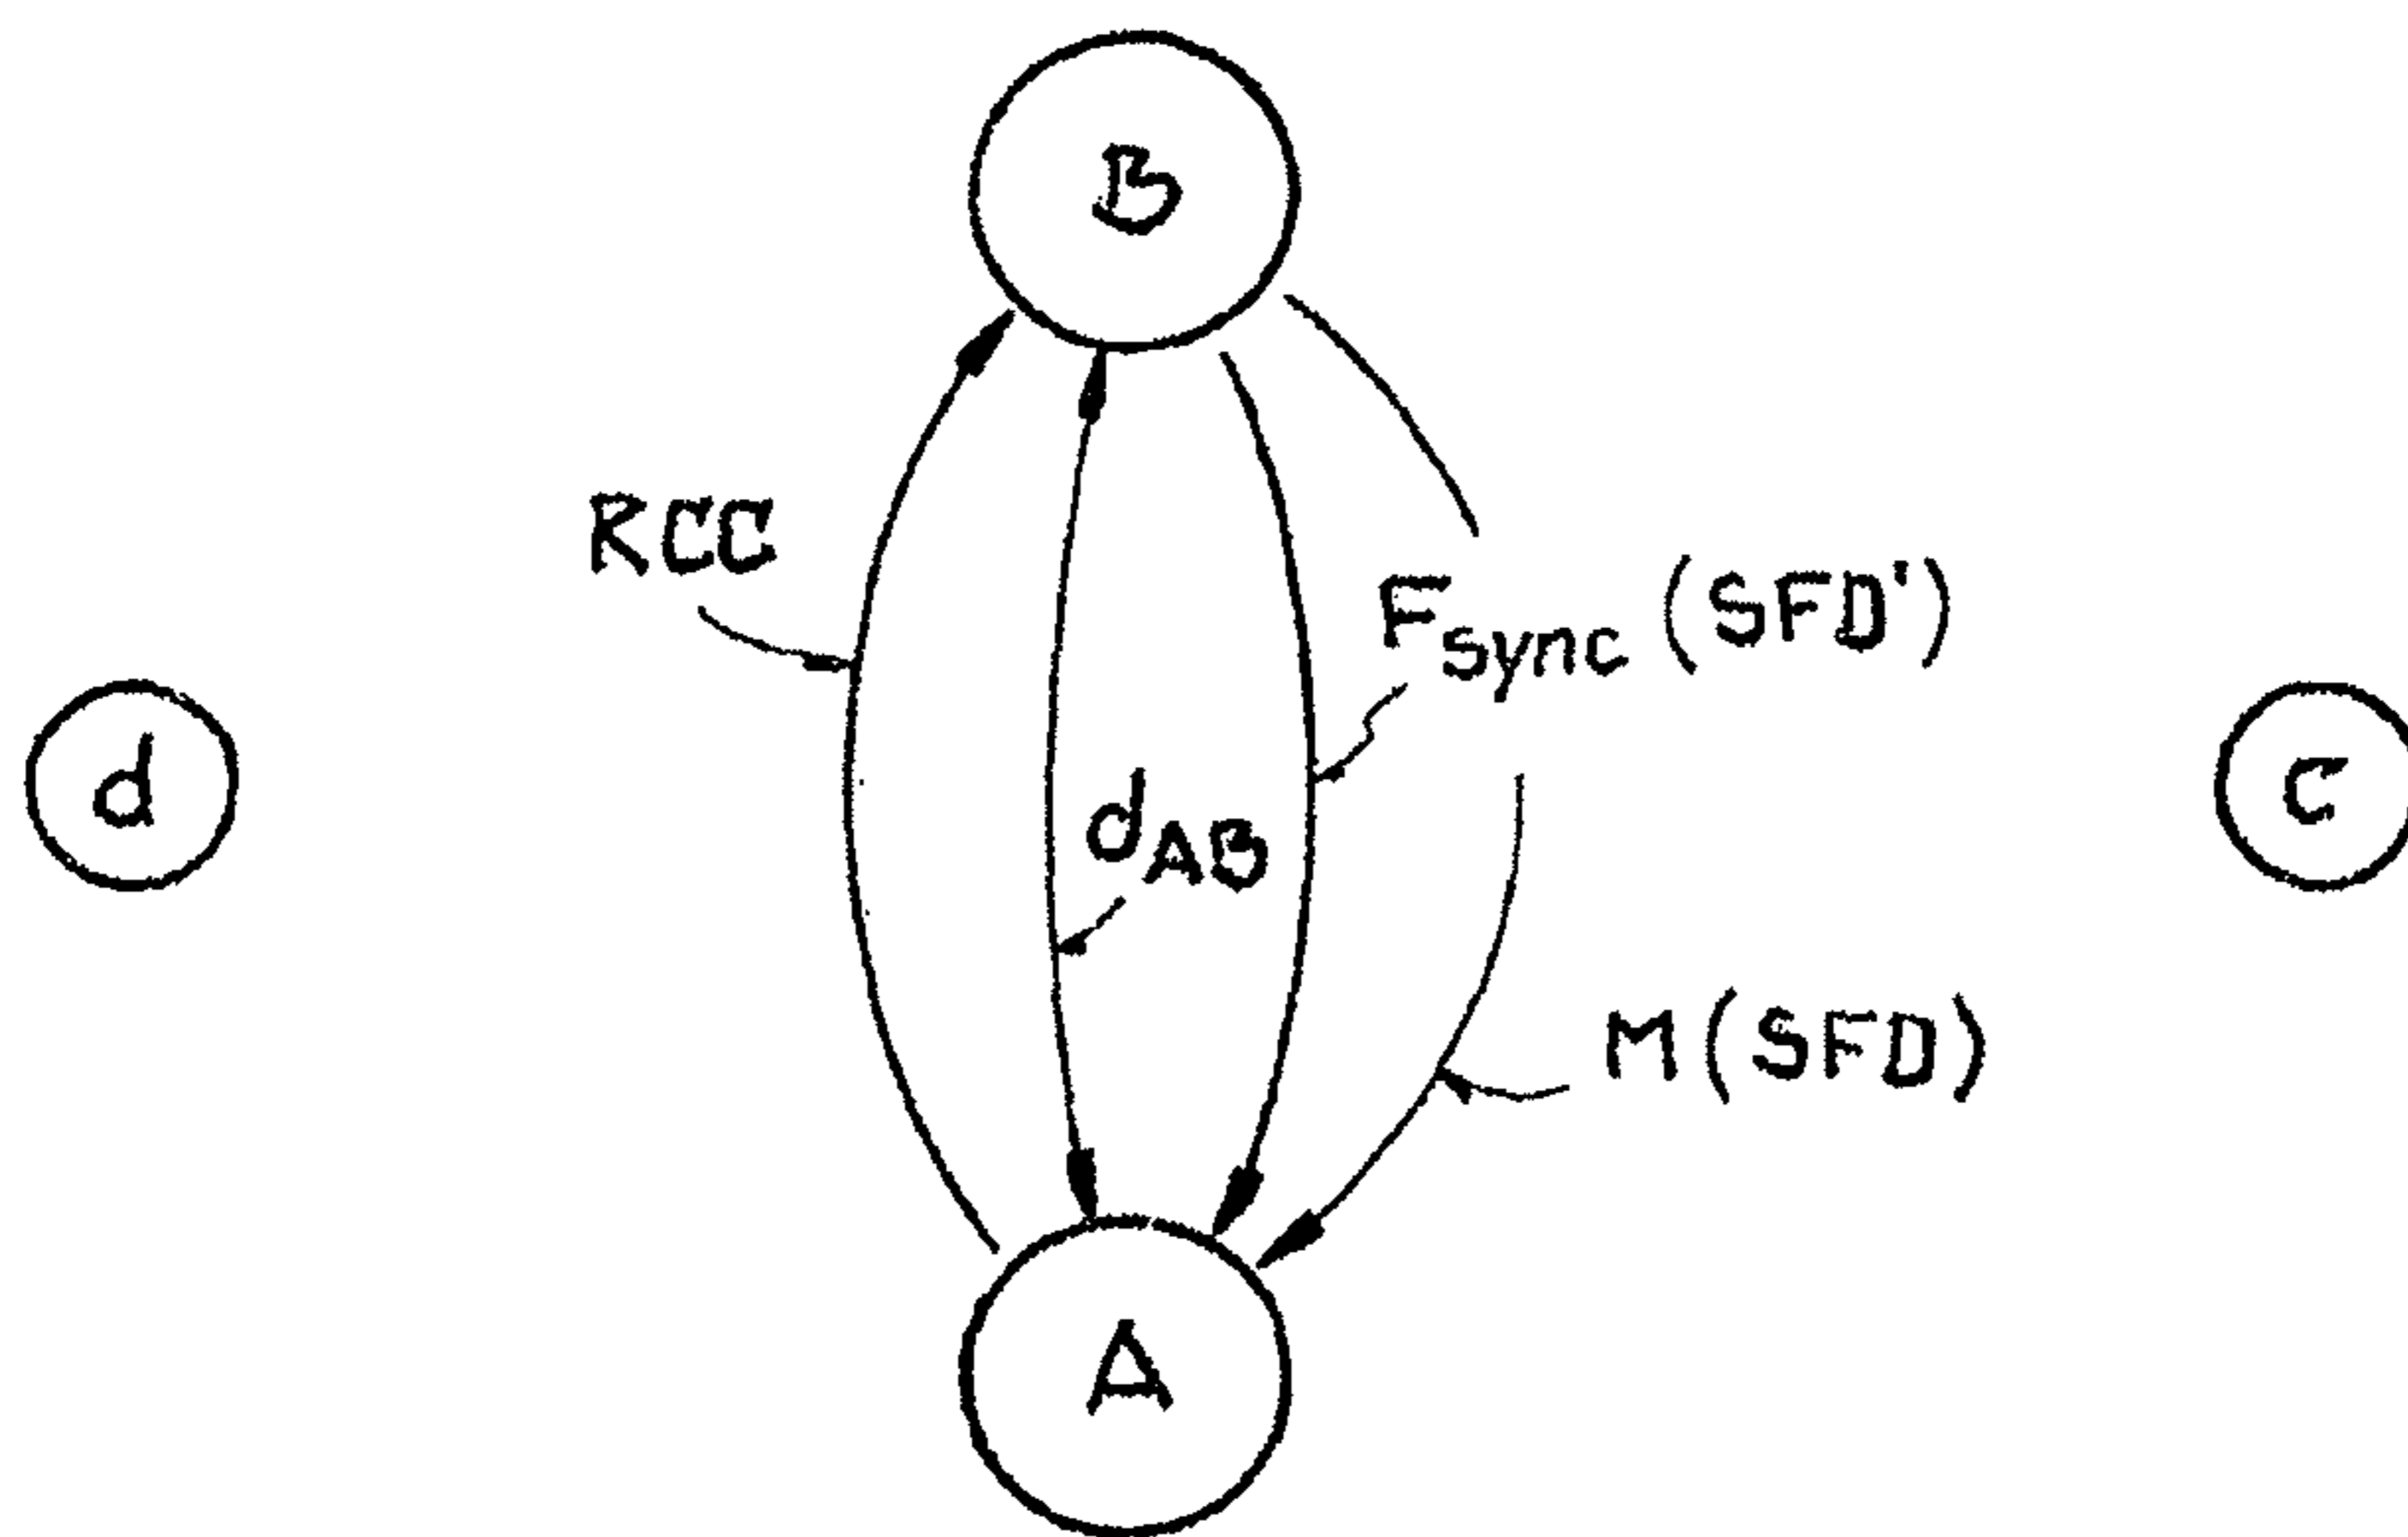 B
RCC
Fsync (SFD')
d
dAB
c
M(SFD)
A